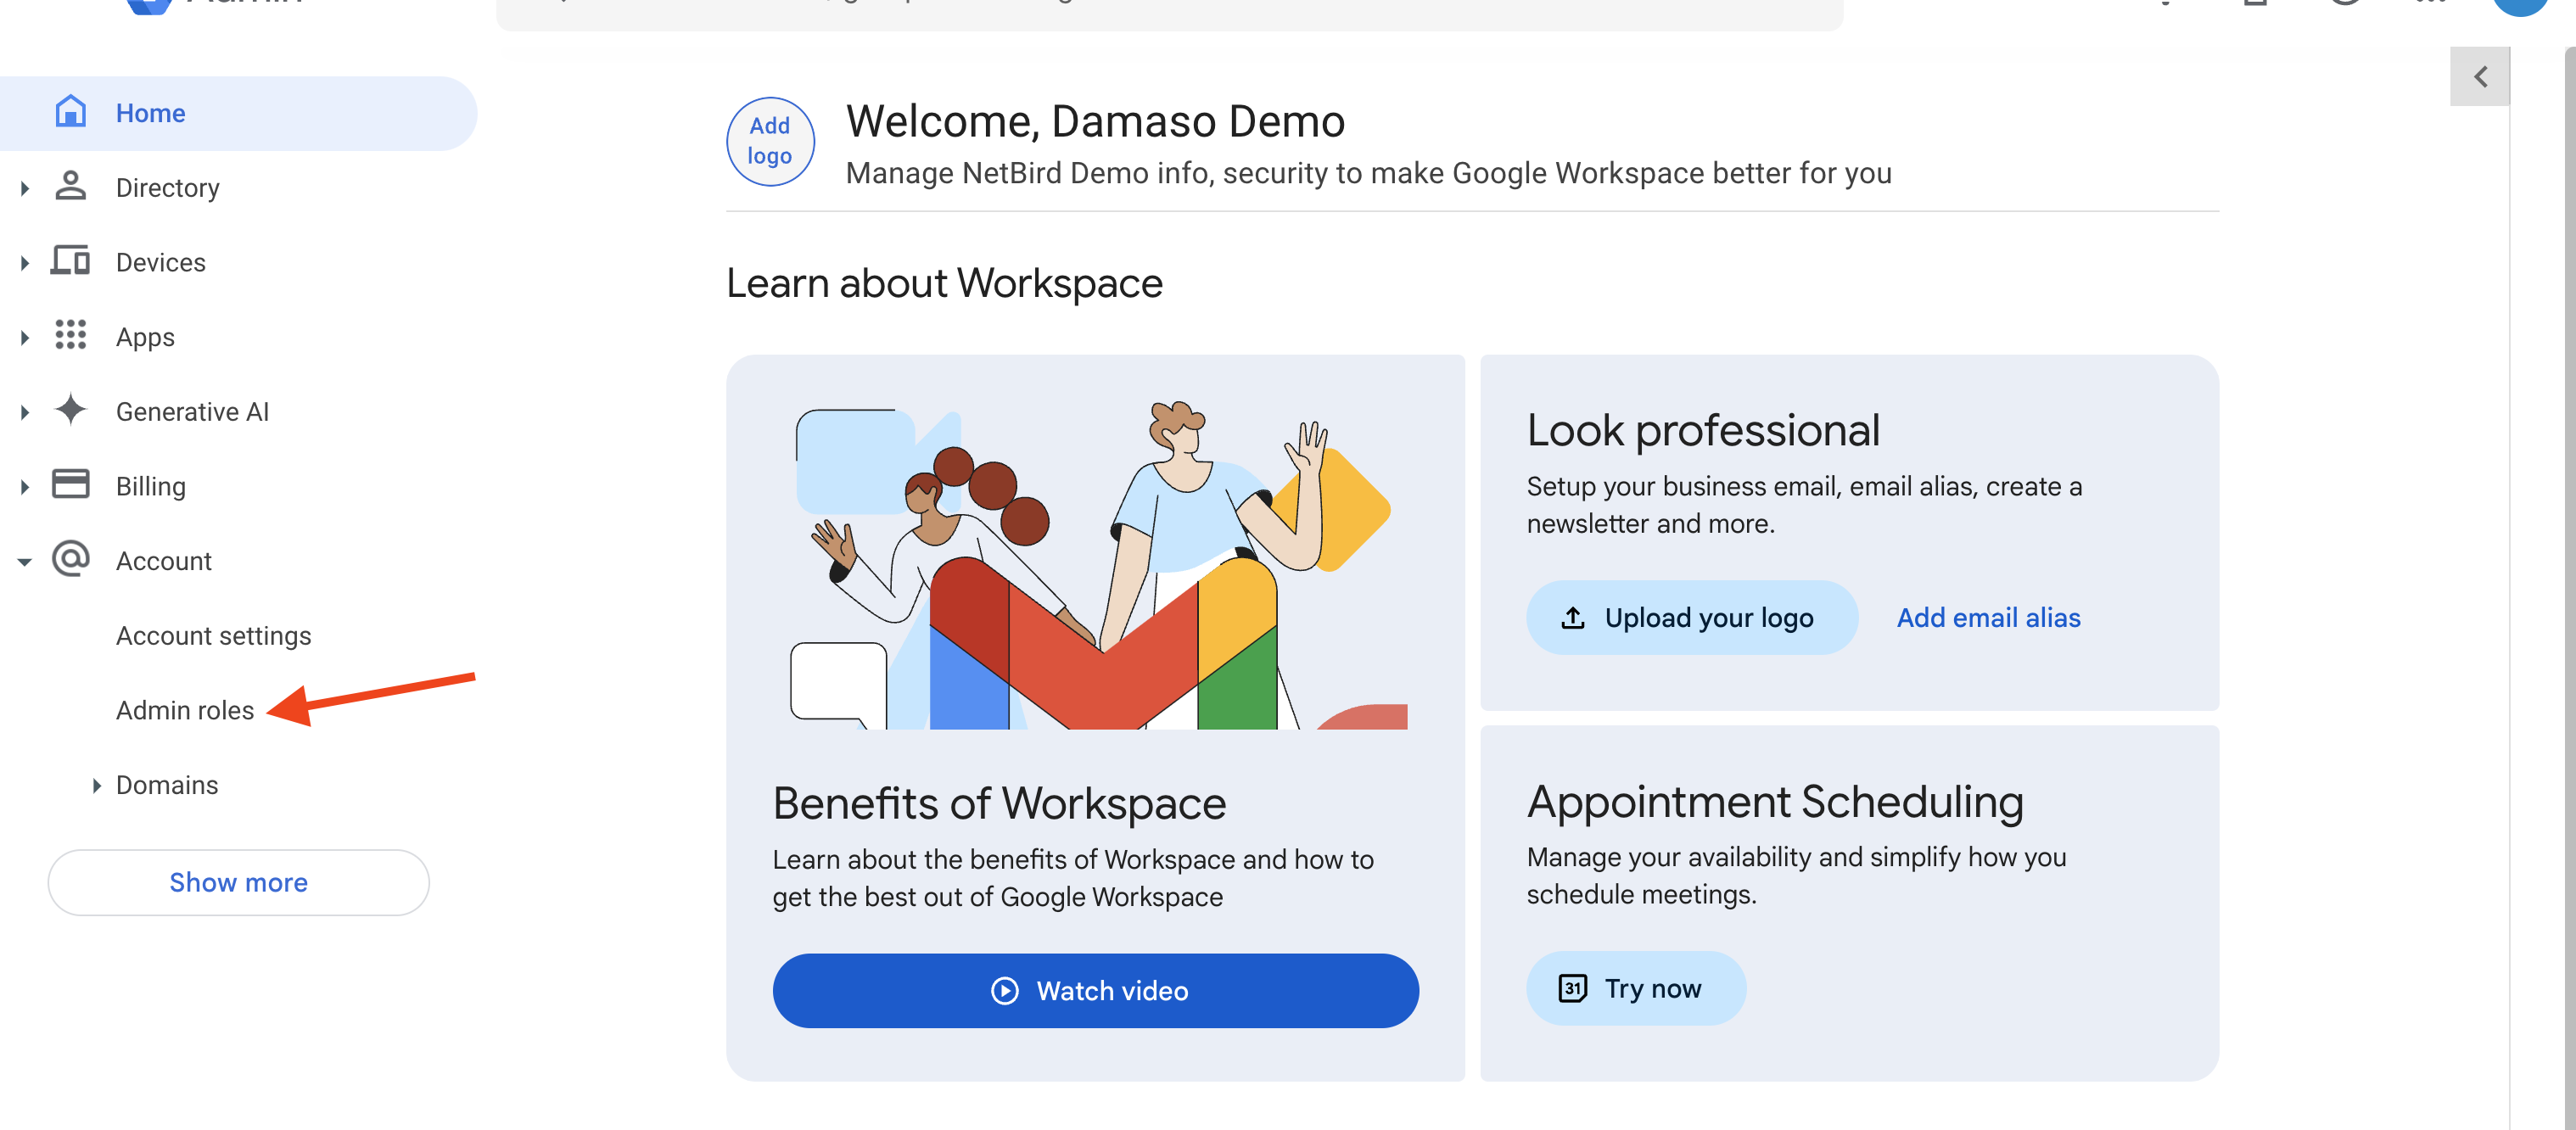 Home
Directory
Devices
Apps
Generative AI
Billing
Account
Account settings
Admin roles
Domains
Show more
Add
logo
Welcome, Damaso Demo
Manage NetBird Demo info, security to make Google Workspace better for you
Learn about Workspace
Benefits of Workspace
Learn about the benefits of Workspace and how to
get the best out of Google Workspace
Watch video
Look professional
Setup your business email, email alias, create a
newsletter and more.
Upload your logo
Add email alias
Appointment Scheduling
Manage your availability and simplify how you
schedule meetings.
31
Try now